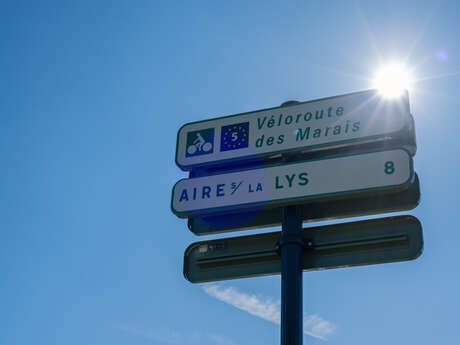 5 Véloroute
des Marais
AIRE S/ LA LYS 8